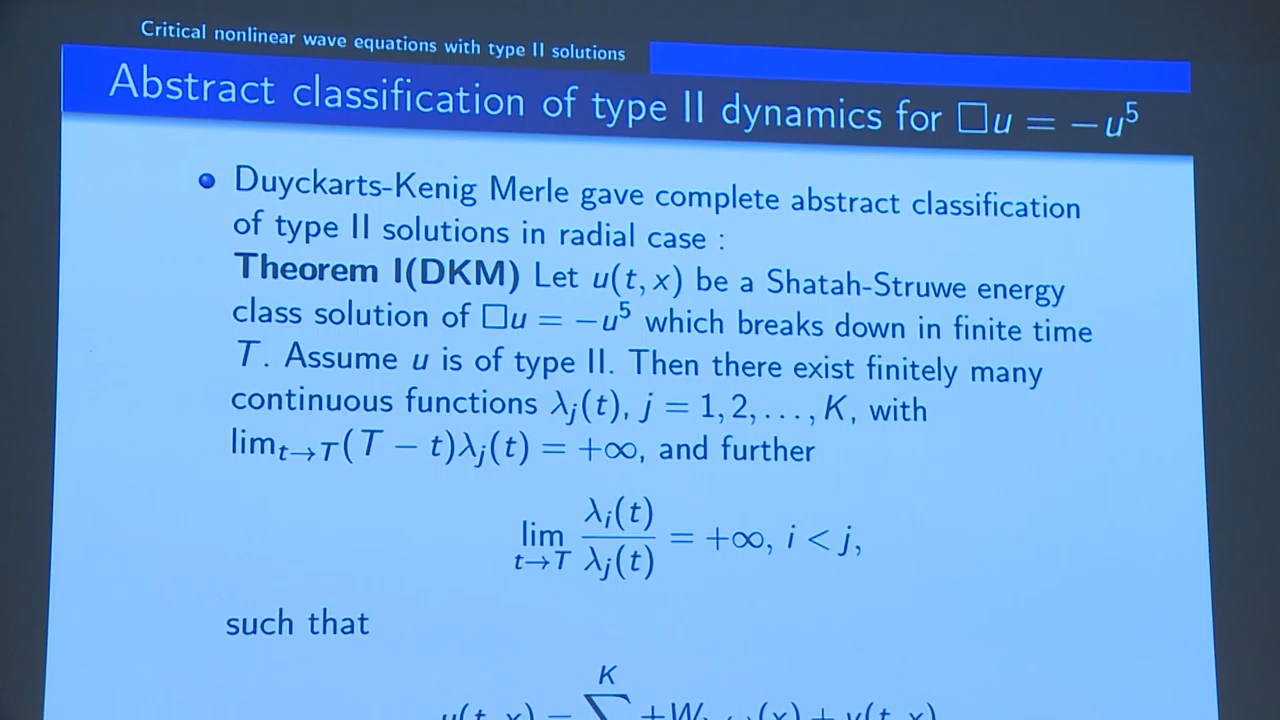 Critical nonlinear wave equations with type II solutions
Abstract classification of type II dynamics for □u = −u⁵
Duyckarts-Kenig Merle gave complete abstract classification
of type II solutions in radial case :
Theorem I(DKM) Let u(t, x) be a Shatah-Struwe energy
class solution of □u = −u⁵ which breaks down in finite time
T. Assume u is of type II. Then there exist finitely many
continuous functions λⱼ(t), j = 1, 2, . . . , K, with
lim_{t→T}(T − t)λⱼ(t) = +∞, and further
lim_{t→T} λᵢ(t)/λⱼ(t) = +∞, i < j,
such that
K
u(t, x) = ∑ ±W (x) + v(t, x)